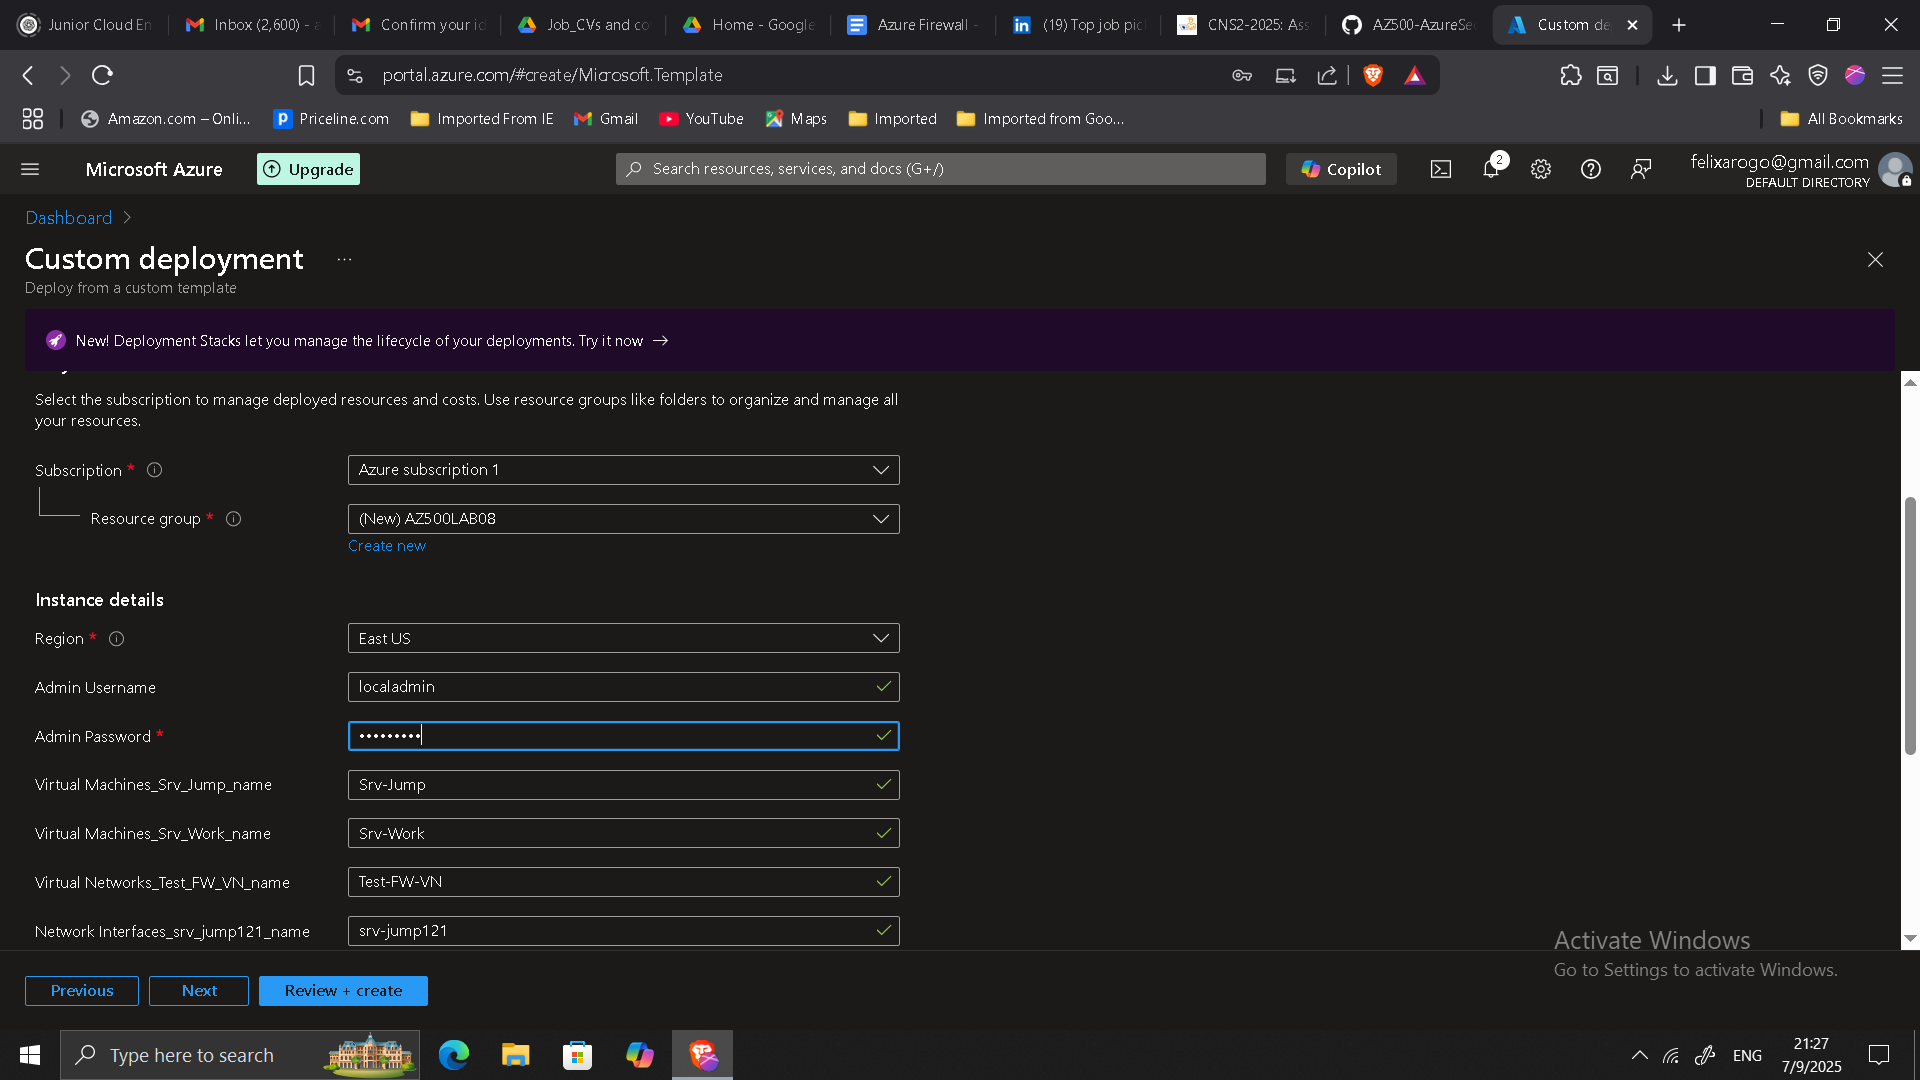 Junior Cloud En
Inbox (2,600) - a
Confirm your id
Job_CVs and co
Home - Google
Azure Firewall -
(19) Top job pic
CNS2-2025: Ass
AZ500-AzureSe
Custom de
portal.azure.com/#create/Microsoft.Template
Amazon.com – Onli...
Priceline.com
Imported From IE
Gmail
YouTube
Maps
Imported
Imported from Goo...
All Bookmarks
Microsoft Azure
Upgrade
Search resources, services, and docs (G+/)
Copilot
2
felixarogo@gmail.com
DEFAULT DIRECTORY
Dashboard
Custom deployment
...
Deploy from a custom template
New! Deployment Stacks let you manage the lifecycle of your deployments. Try it now →
Select the subscription to manage deployed resources and costs. Use resource groups like folders to organize and manage all
your resources.
Subscription *
Azure subscription 1
Resource group *
(New) AZ500LAB08
Create new
Instance details
Region *
East US
Admin Username
localadmin
Admin Password *
•••••••••
Virtual Machines_Srv_Jump_name
Srv-Jump
Virtual Machines_Srv_Work_name
Srv-Work
Virtual Networks_Test_FW_VN_name
Test-FW-VN
Network Interfaces_srv_jump121_name
srv-jump121
Activate Windows
Go to Settings to activate Windows.
Previous
Next
Review + create
Type here to search
ENG
21:27
7/9/2025